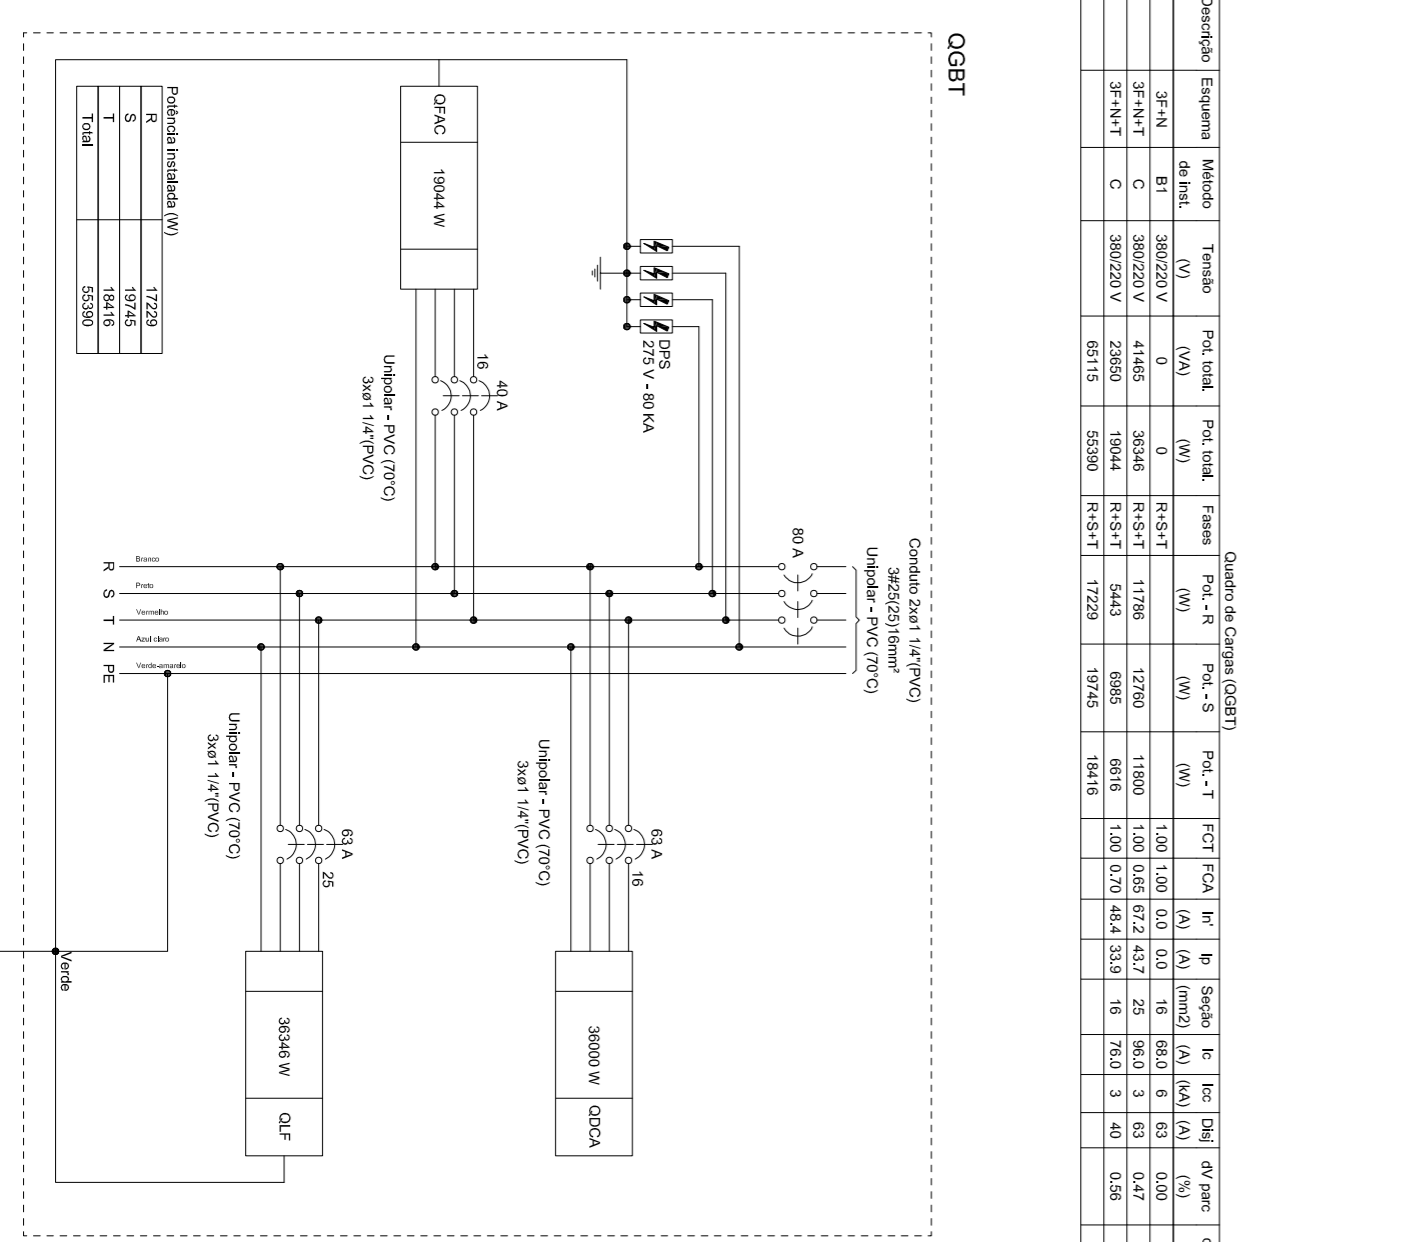 Quadro de Cargas (QGBT)
Descrição Esquema Método de inst. Tensão (V) Pot. total. (VA) Pot. total. (W) Fases Pot. - R (W) Pot. - S (W) Pot. - T (W) FCT FCA In' (A) Ip (A) Seção (mm2) Ic (A) Icc (kA) Disj (A) dV parc (%)
3F+N B1 380/220 V 0 0 R+S+T 1.00 1.00 0.0 0.0 16 68.0 6 63 0.00
3F+N+T C 380/220 V 41465 36346 R+S+T 11786 12760 11800 1.00 0.65 67.2 43.7 25 96.0 3 63 0.47
3F+N+T C 380/220 V 23650 19044 R+S+T 5443 6985 6616 1.00 0.70 48.4 33.9 16 76.0 3 40 0.56
65115 55390 R+S+T 17229 19745 18416
QGBT
Conduto 2xø1 1/4"(PVC)
3#25(25)16mm²
Unipolar - PVC (70°C)
80 A
DPS
275 V - 80 KA
63 A
16
Unipolar - PVC (70°C)
3xø1 1/4"(PVC)
36000 W
QDCA
40 A
16
Unipolar - PVC (70°C)
3xø1 1/4"(PVC)
QFAC
19044 W
63 A
25
Unipolar - PVC (70°C)
3xø1 1/4"(PVC)
36346 W
QLF
R Branco
S Preto
T Vermelho
N Azul claro
PE Verde-amarelo
Potência instalada (W)
R 17229
S 19745
T 18416
Total 55390
Verde